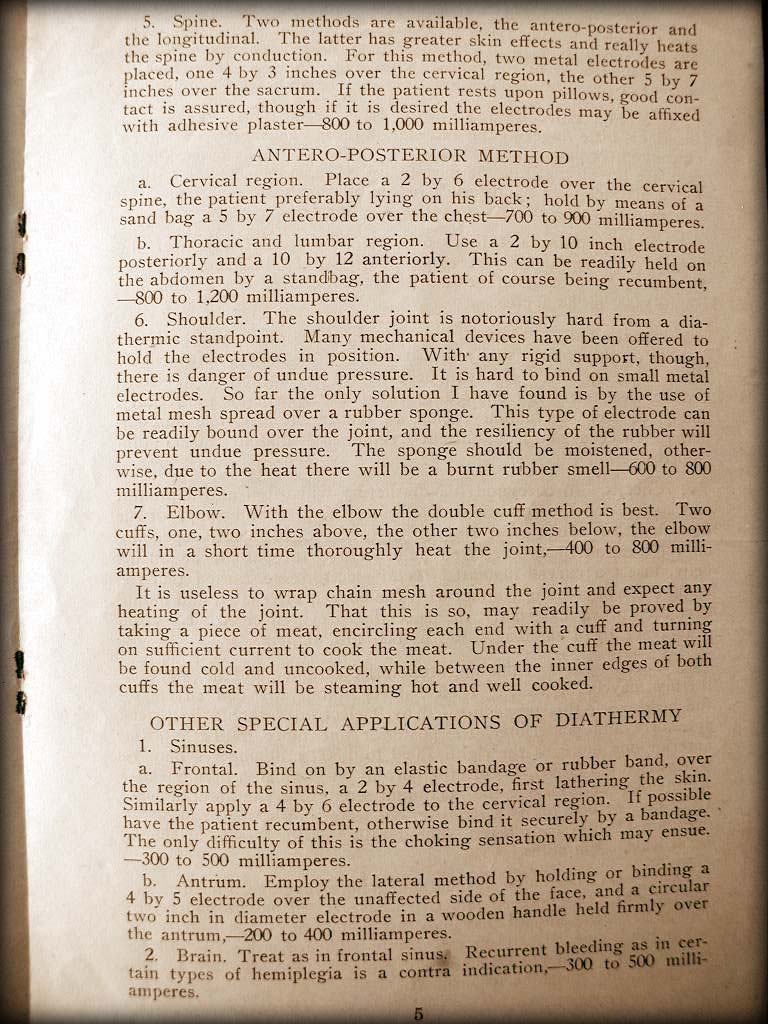 5. Spine. Two methods are available, the antero-posterior and
the longitudinal. The latter has greater skin effects and really heats
the spine by conduction. For this method, two metal electrodes are
placed, one 4 by 3 inches over the cervical region, the other 5 by 7
inches over the sacrum. If the patient rests upon pillows, good con-
tact is assured, though if it is desired the electrodes may be affixed
with adhesive plaster—800 to 1,000 milliamperes.
ANTERO-POSTERIOR METHOD
a. Cervical region. Place a 2 by 6 electrode over the cervical
spine, the patient preferably lying on his back; hold by means of a
sand bag a 5 by 7 electrode over the chest—700 to 900 milliamperes.
b. Thoracic and lumbar region. Use a 2 by 10 inch electrode
posteriorly and a 10 by 12 anteriorly. This can be readily held on
the abdomen by a standbag, the patient of course being recumbent,
—800 to 1,200 milliamperes.
6. Shoulder. The shoulder joint is notoriously hard from a dia-
thermic standpoint. Many mechanical devices have been offered to
hold the electrodes in position. With any rigid support, though,
there is danger of undue pressure. It is hard to bind on small metal
electrodes. So far the only solution I have found is by the use of
metal mesh spread over a rubber sponge. This type of electrode can
be readily bound over the joint, and the resiliency of the rubber will
prevent undue pressure. The sponge should be moistened, other-
wise, due to the heat there will be a burnt rubber smell—600 to 800
milliamperes.
7. Elbow. With the elbow the double cuff method is best. Two
cuffs, one, two inches above, the other two inches below, the elbow
will in a short time thoroughly heat the joint,—400 to 800 milli-
amperes.
It is useless to wrap chain mesh around the joint and expect any
heating of the joint. That this is so, may readily be proved by
taking a piece of meat, encircling each end with a cuff and turning
on sufficient current to cook the meat. Under the cuff the meat will
be found cold and uncooked, while between the inner edges of both
cuffs the meat will be steaming hot and well cooked.
OTHER SPECIAL APPLICATIONS OF DIATHERMY
1. Sinuses.
a. Frontal. Bind on by an elastic bandage or rubber band, over
the region of the sinus, a 2 by 4 electrode, first lathering the skin.
Similarly apply a 4 by 6 electrode to the cervical region. If possible
have the patient recumbent, otherwise bind it securely by a bandage.
The only difficulty of this is the choking sensation which may ensue.
—300 to 500 milliamperes.
b. Antrum. Employ the lateral method by holding or binding a
4 by 5 electrode over the unaffected side of the face, and a circular
two inch in diameter electrode in a wooden handle held firmly over
the antrum,—200 to 400 milliamperes.
2. Brain. Treat as in frontal sinus. Recurrent bleeding as in cer-
tain types of hemiplegia is a contra indication,—300 to 500 milli-
amperes.
5